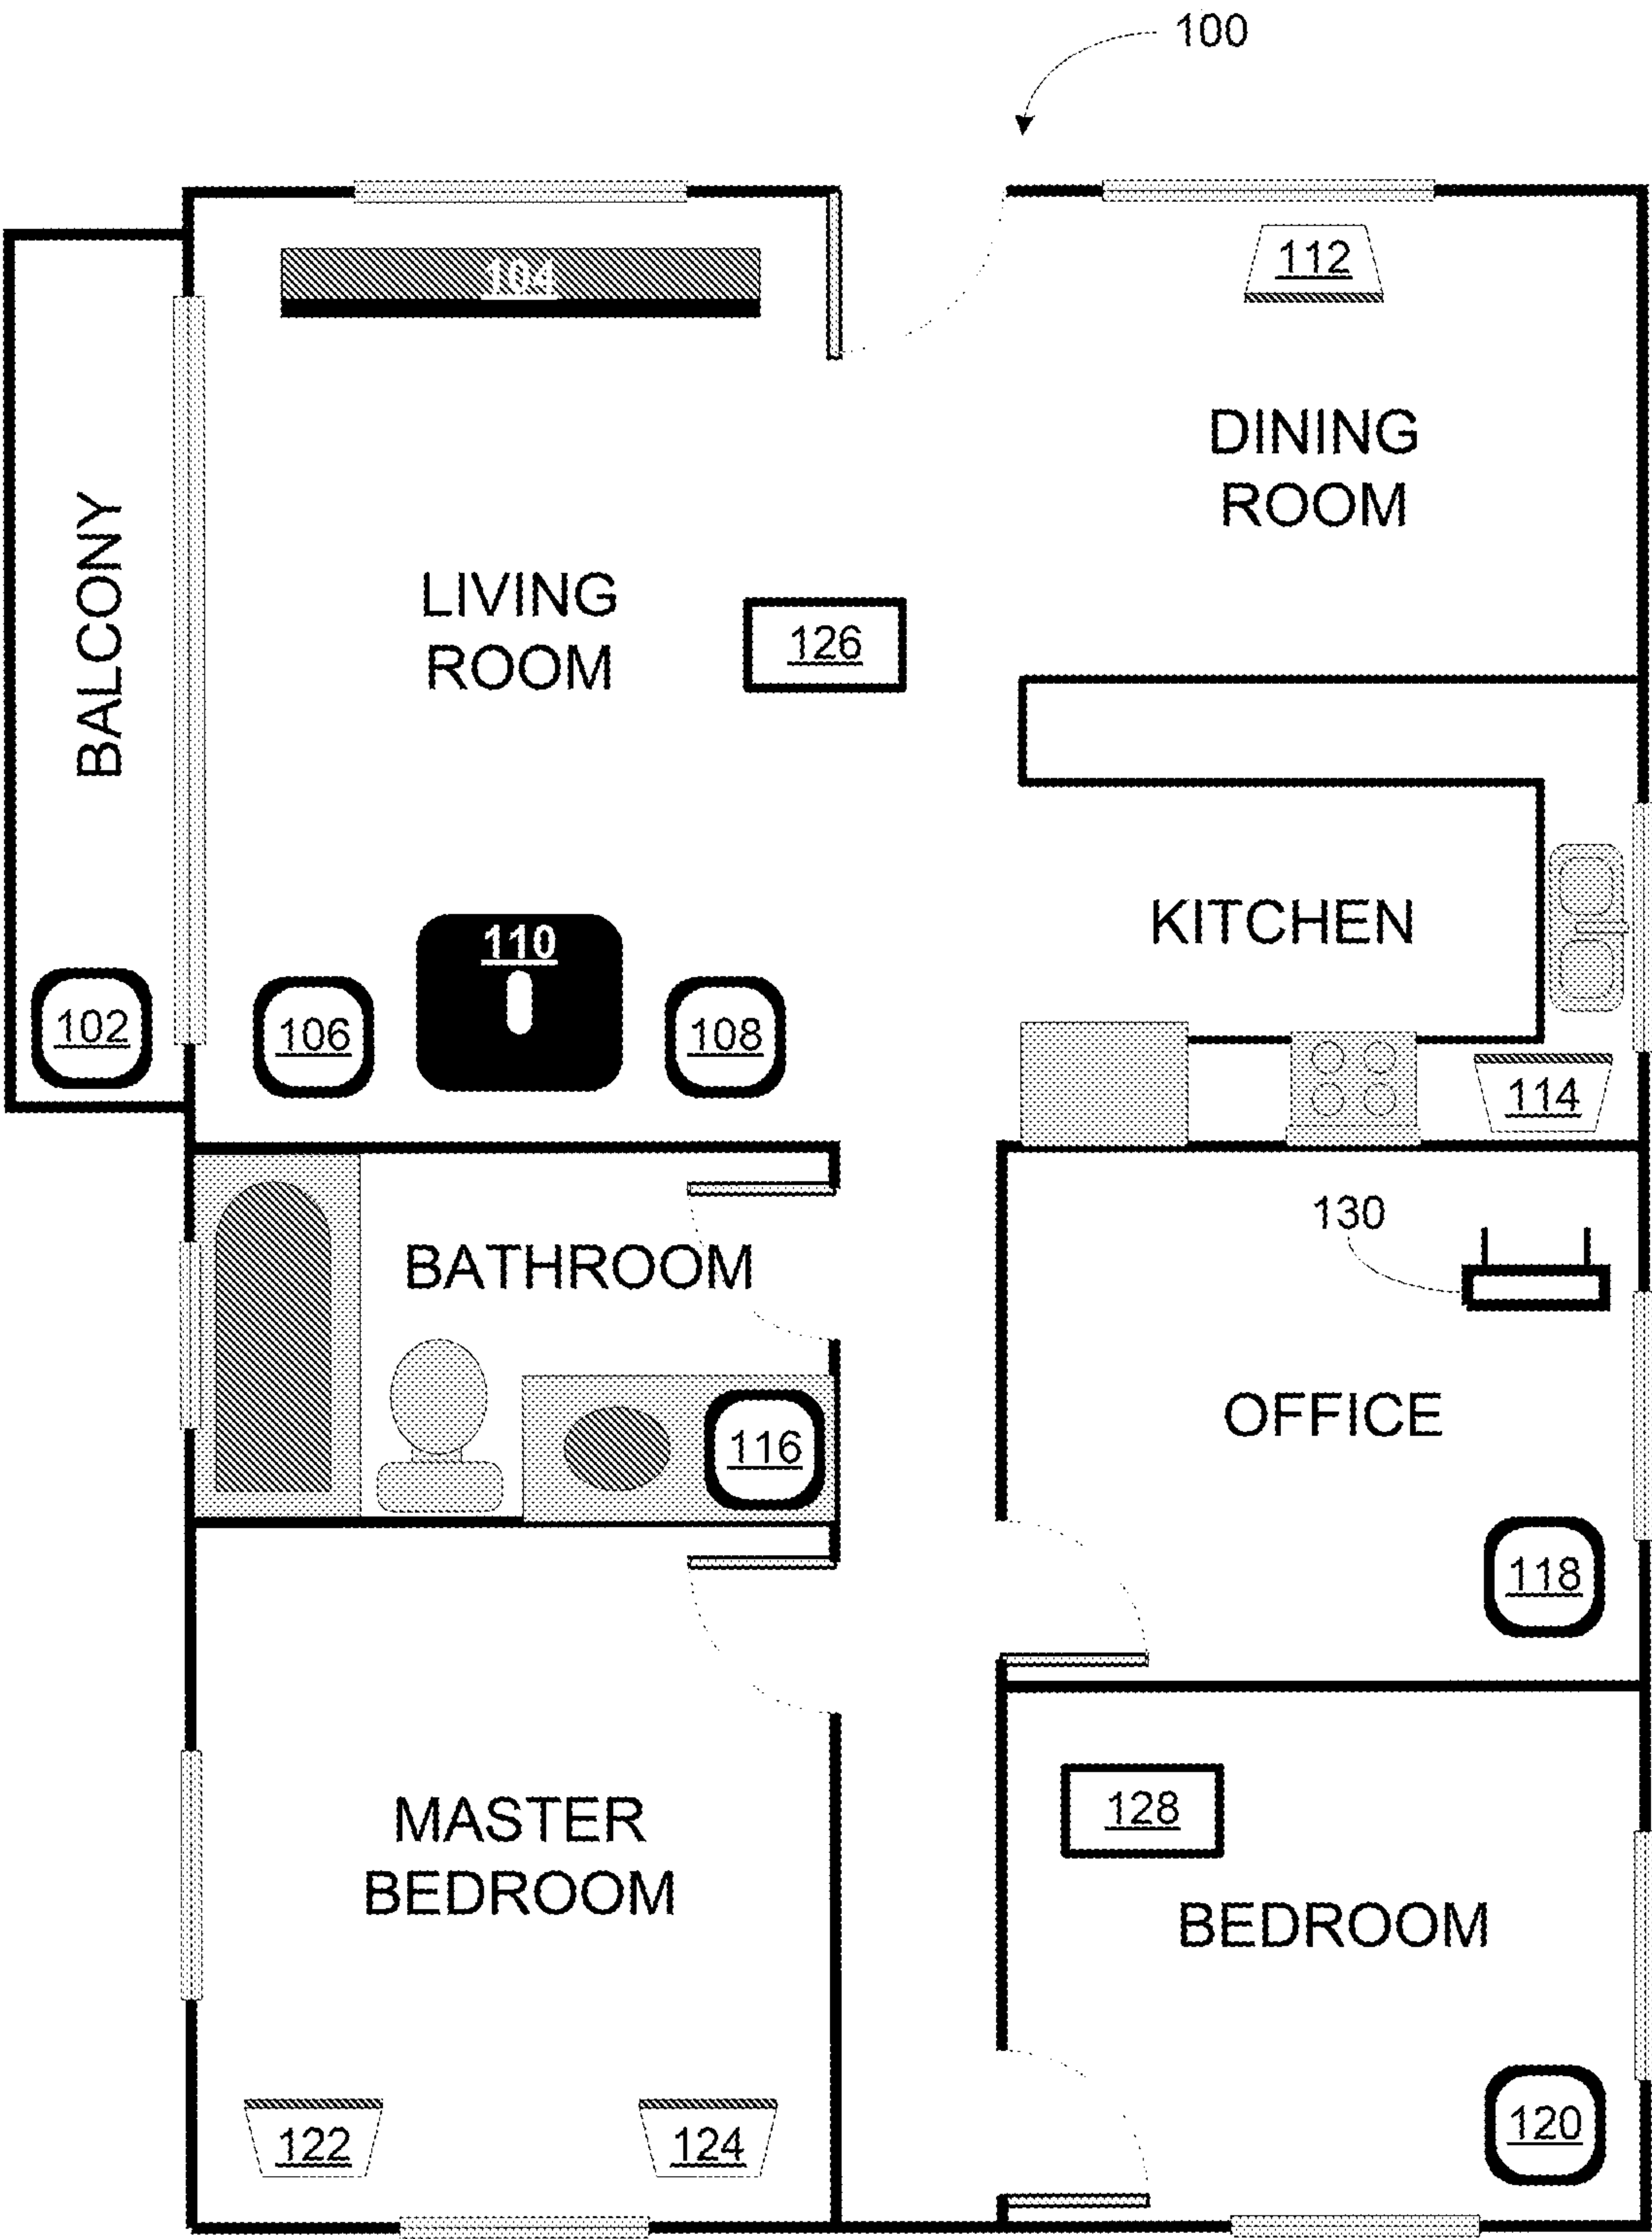 100
104
112
DINING
ROOM
BALCONY
LIVING
ROOM
126
KITCHEN
110
102
106
108
114
130
BATHROOM
OFFICE
116
118
MASTER
BEDROOM
128
BEDROOM
122
124
120